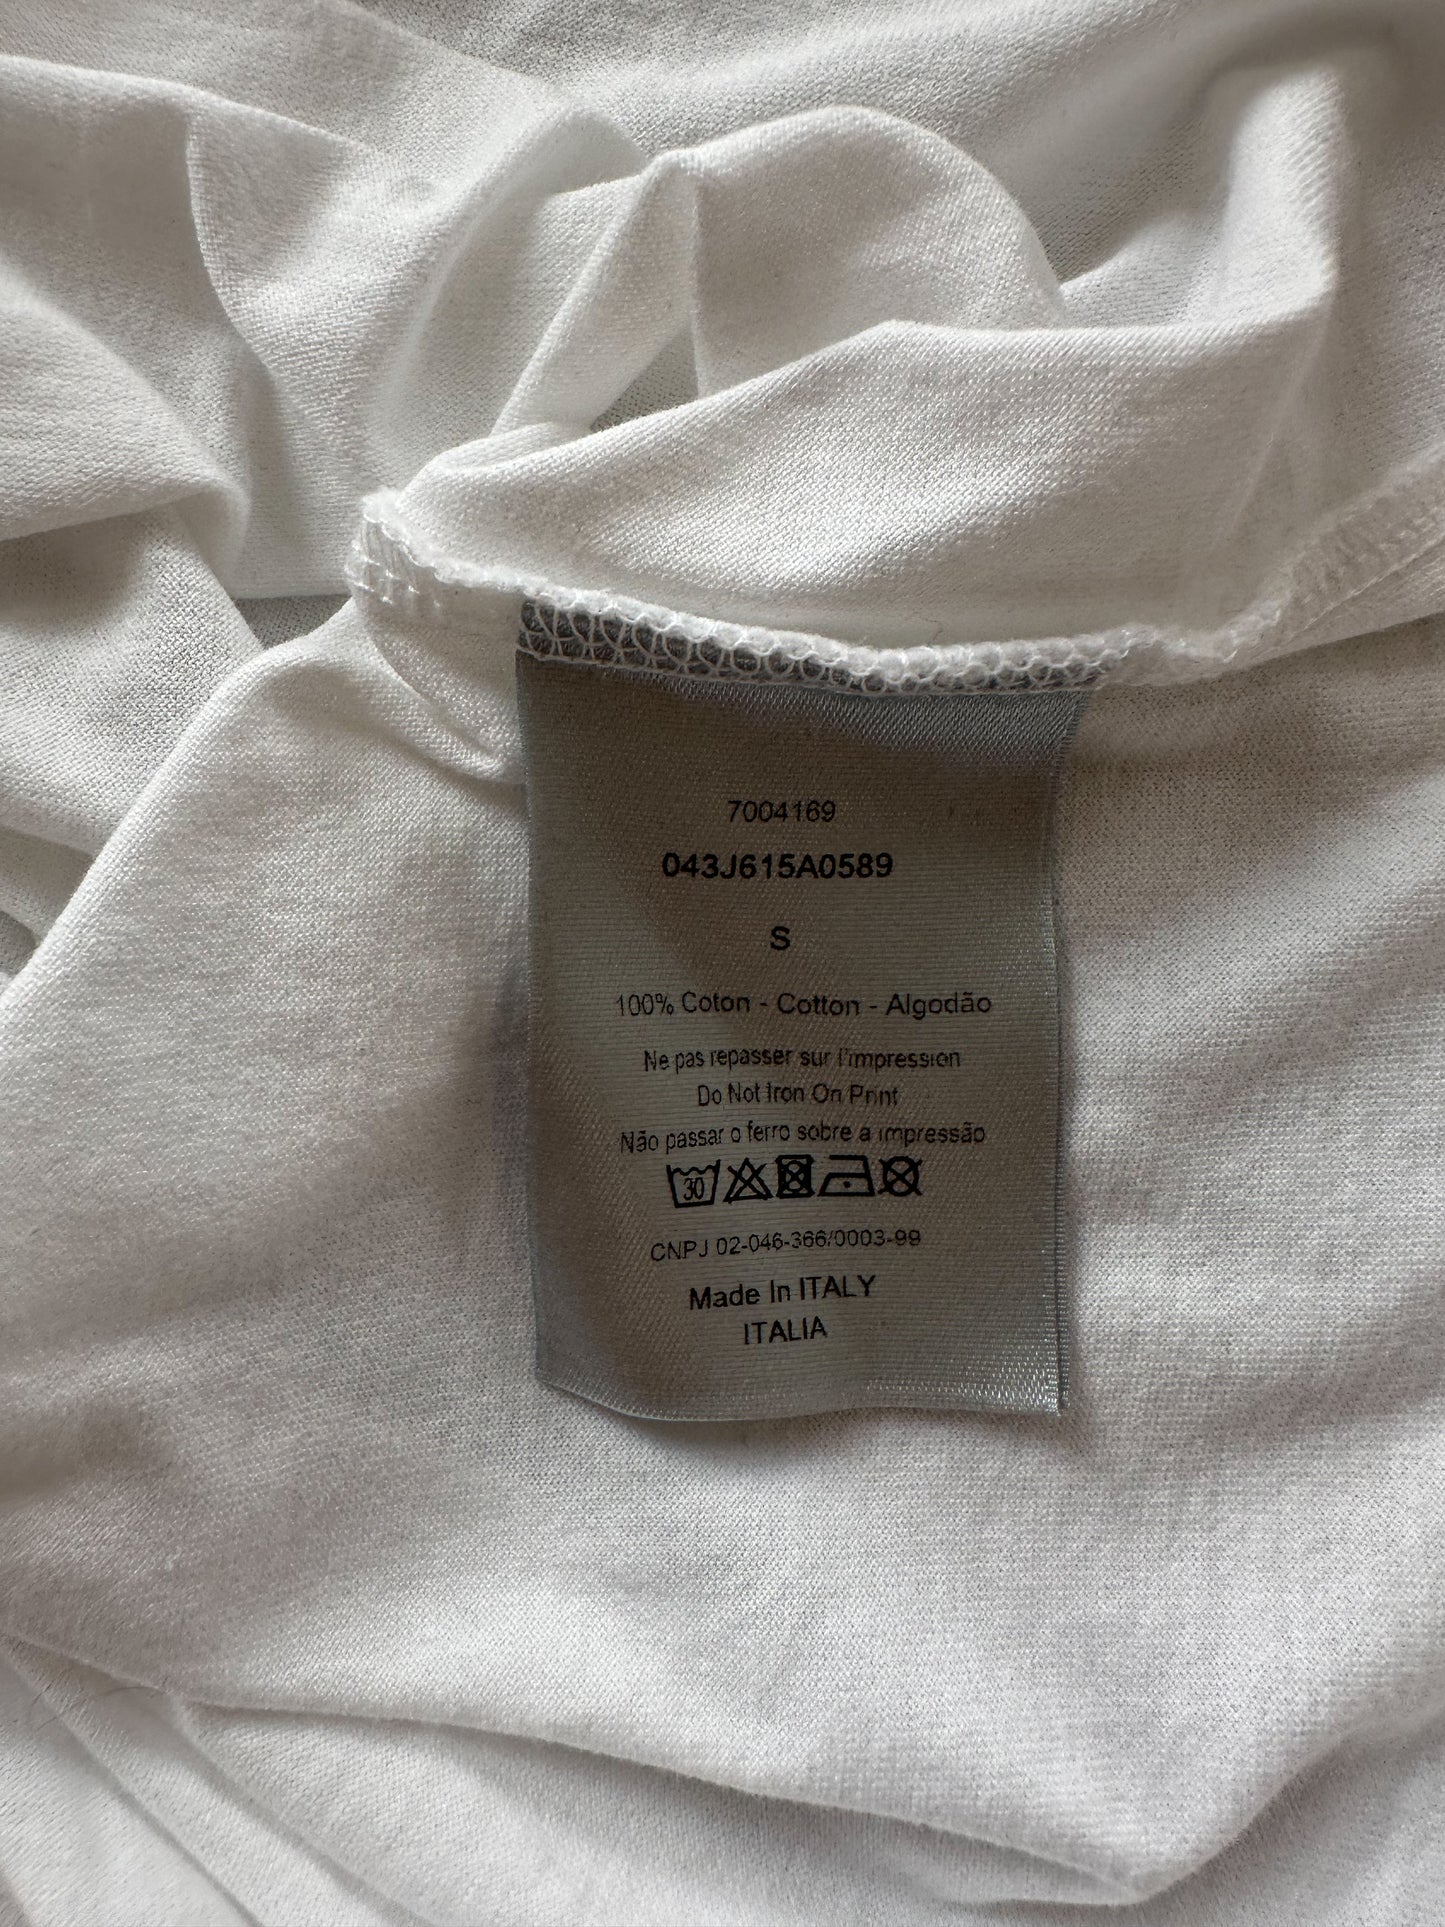 7004169
043J615A0589
S
100% Coton - Cotton - Algodão
Ne pas repasser sur l'impression
Do Not Iron On Print
Não passar o ferro sobre a impressão
30
CNPJ 02-046-366/0003-99
Made In ITALY
ITALIA